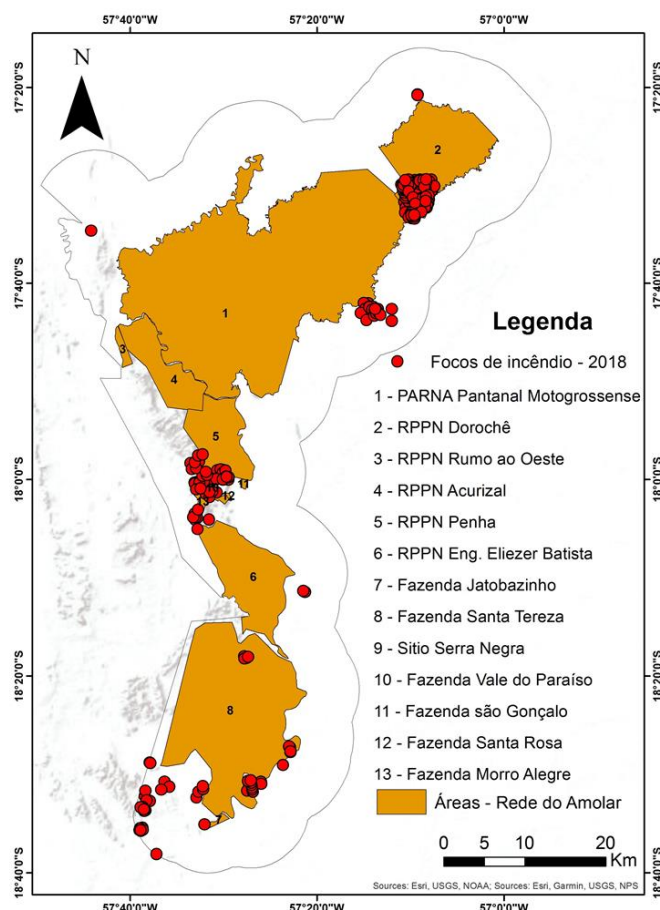 57°40'0"W 57°20'0"W 57°0'0"W
N
17°20'0"S 17°20'0"S
2
17°40'0"S 17°40'0"S
1
3
4
5
11
12
13
18°0'0"S 18°0'0"S
6
18°20'0"S 18°20'0"S
8
7
18°40'0"S 18°40'0"S
57°40'0"W 57°20'0"W 57°0'0"W
Legenda
Focos de incêndio - 2018
1 - PARNA Pantanal Motogrossense
2 - RPPN Dorochê
3 - RPPN Rumo ao Oeste
4 - RPPN Acurizal
5 - RPPN Penha
6 - RPPN Eng. Eliezer Batista
7 - Fazenda Jatobazinho
8 - Fazenda Santa Tereza
9 - Sitio Serra Negra
10 - Fazenda Vale do Paraíso
11 - Fazenda são Gonçalo
12 - Fazenda Santa Rosa
13 - Fazenda Morro Alegre
Áreas - Rede do Amolar
0 5 10 20
Km
Sources: Esri, USGS, NOAA; Sources: Esri, Garmin, USGS, NPS